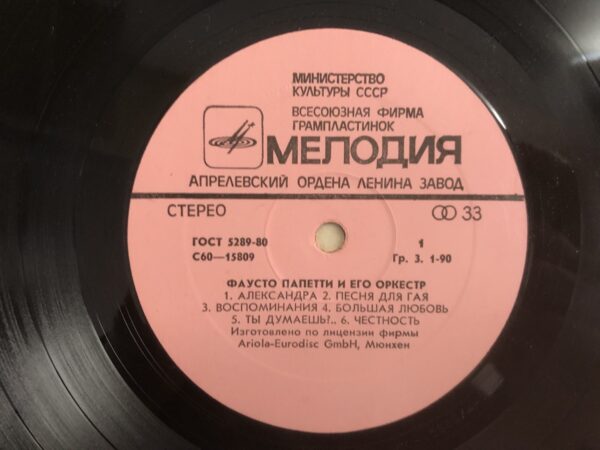 МИНИСТЕРСТВО
КУЛЬТУРЫ СССР
ВСЕСОЮЗНАЯ ФИРМА
ГРАМПЛАСТИНОК
МЕЛОДИЯ
АПРЕЛЕВСКИЙ ОРДЕНА ЛЕНИНА ЗАВОД
СТЕРЕО 33
ГОСТ 5289-80 1
С60—15809 Гр. 3. 1-90
ФАУСТО ПАПЕТТИ И ЕГО ОРКЕСТР
1. АЛЕКСАНДРА 2. ПЕСНЯ ДЛЯ ГАЯ
3. ВОСПОМИНАНИЯ 4. БОЛЬШАЯ ЛЮБОВЬ
5. ТЫ ДУМАЕШЬ?.. 6. ЧЕСТНОСТЬ
Изготовлено по лицензии фирмы
Ariola-Eurodisc GmbH, Мюнхен